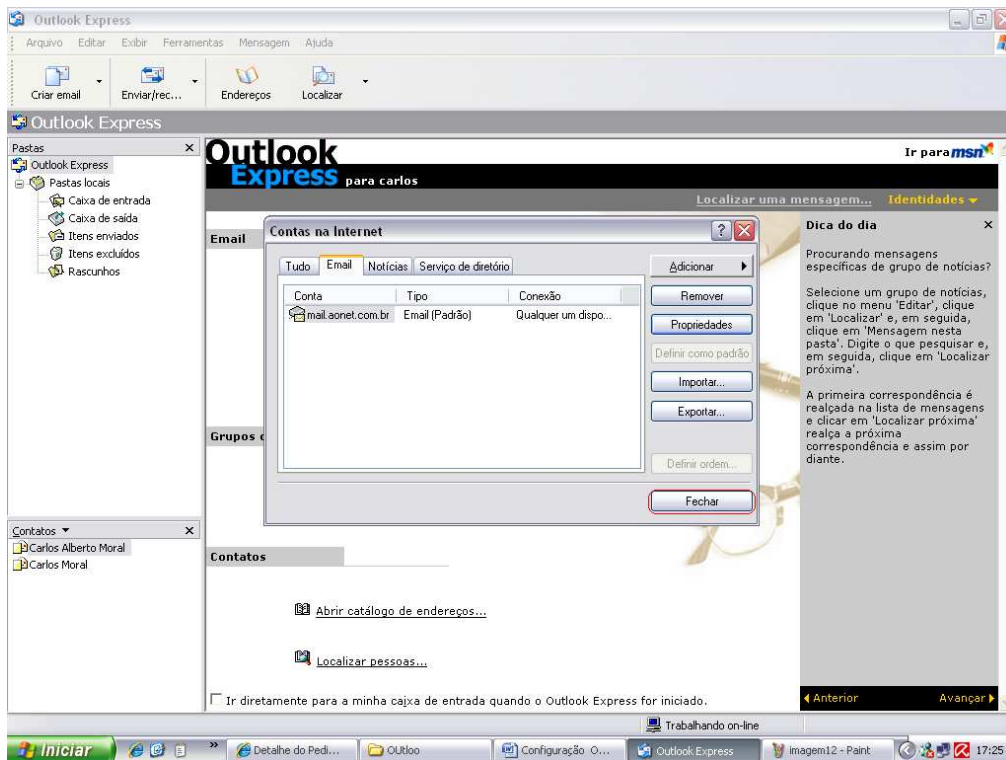 Outlook Express
Arquivo Editar Exibir Ferramentas Mensagem Ajuda
Criar email Enviar/rec... Endereços Localizar
Outlook Express
Pastas
Outlook Express
Pastas locais
Caixa de entrada
Caixa de saída
Itens enviados
Itens excluídos
Rascunhos
Contatos
Carlos Alberto Moral
Carlos Moral
Outlook
Express para carlos
Ir para msn
Localizar uma mensagem... Identidades
Email
Grupos
Contatos
Abrir catálogo de endereços...
Localizar pessoas...
Ir diretamente para a minha caixa de entrada quando o Outlook Express for iniciado.
Contas na Internet
Tudo Email Notícias Serviço de diretório
Conta Tipo Conexão
mail.aonet.com.br Email (Padrão) Qualquer um dispo...
Adicionar
Remover
Propriedades
Definir como padrão
Importar...
Exportar...
Definir ordem...
Fechar
Dica do dia
Procurando mensagens
específicas de grupo de notícias?
Selecione um grupo de notícias,
clique no menu 'Editar', clique
em 'Localizar' e, em seguida,
clique em 'Mensagem nesta
pasta'. Digite o que pesquisar e,
em seguida, clique em 'Localizar
próxima'.
A primeira correspondência é
realçada na lista de mensagens
e clicar em 'Localizar próxima'
realça a próxima
correspondência e assim por
diante.
Anterior Avançar
Trabalhando on-line
Iniciar Detalhe do Pedi... OUtloo Configuração O... Outlook Express imagem12 - Paint 17:25